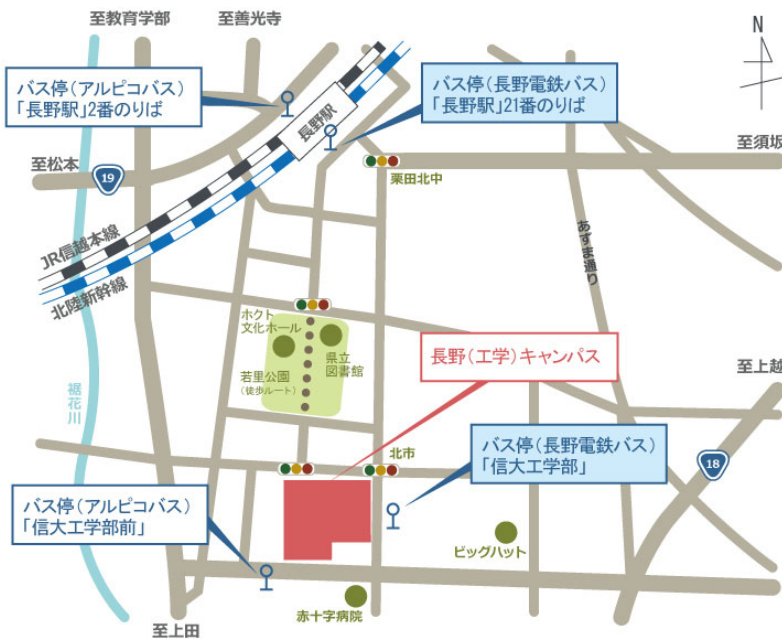 至教育学部
至善光寺
N
バス停（アルピコバス）
「長野駅」2番のりば
バス停（長野電鉄バス）
「長野駅」21番のりば
長野駅
至須坂
至松本
19
栗田北中
JR信越本線
北陸新幹線
あずま通り
ホクト
文化ホール
県立
図書館
若里公園
（徒歩ルート）
長野（工学）キャンパス
至上越
裾花川
北市
バス停（長野電鉄バス）
「信大工学部」
18
バス停（アルピコバス）
「信大工学部前」
ビッグハット
赤十字病院
至上田